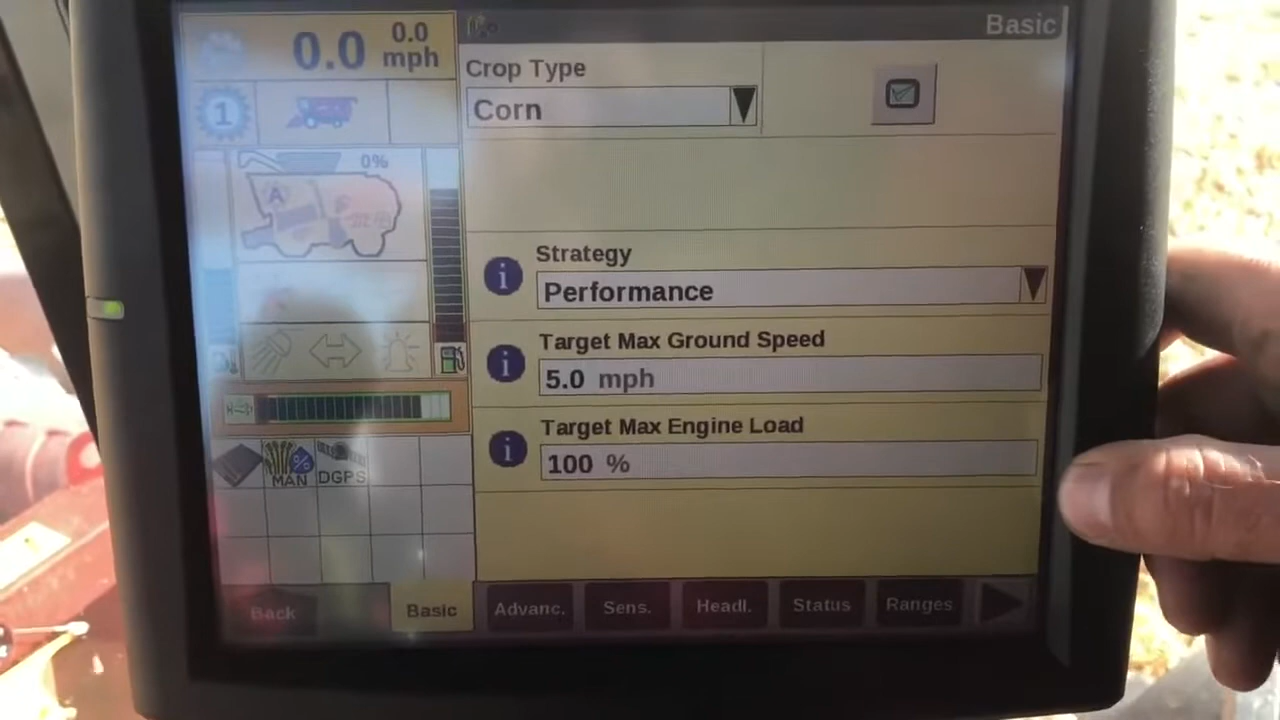 0.0
0.0
mph
Basic
1
0%
A
MAN
DGPS
Crop Type
Corn
Strategy
i
Performance
Target Max Ground Speed
i
5.0 mph
Target Max Engine Load
i
100 %
Back
Basic
Advanc.
Sens.
Headl.
Status
Ranges